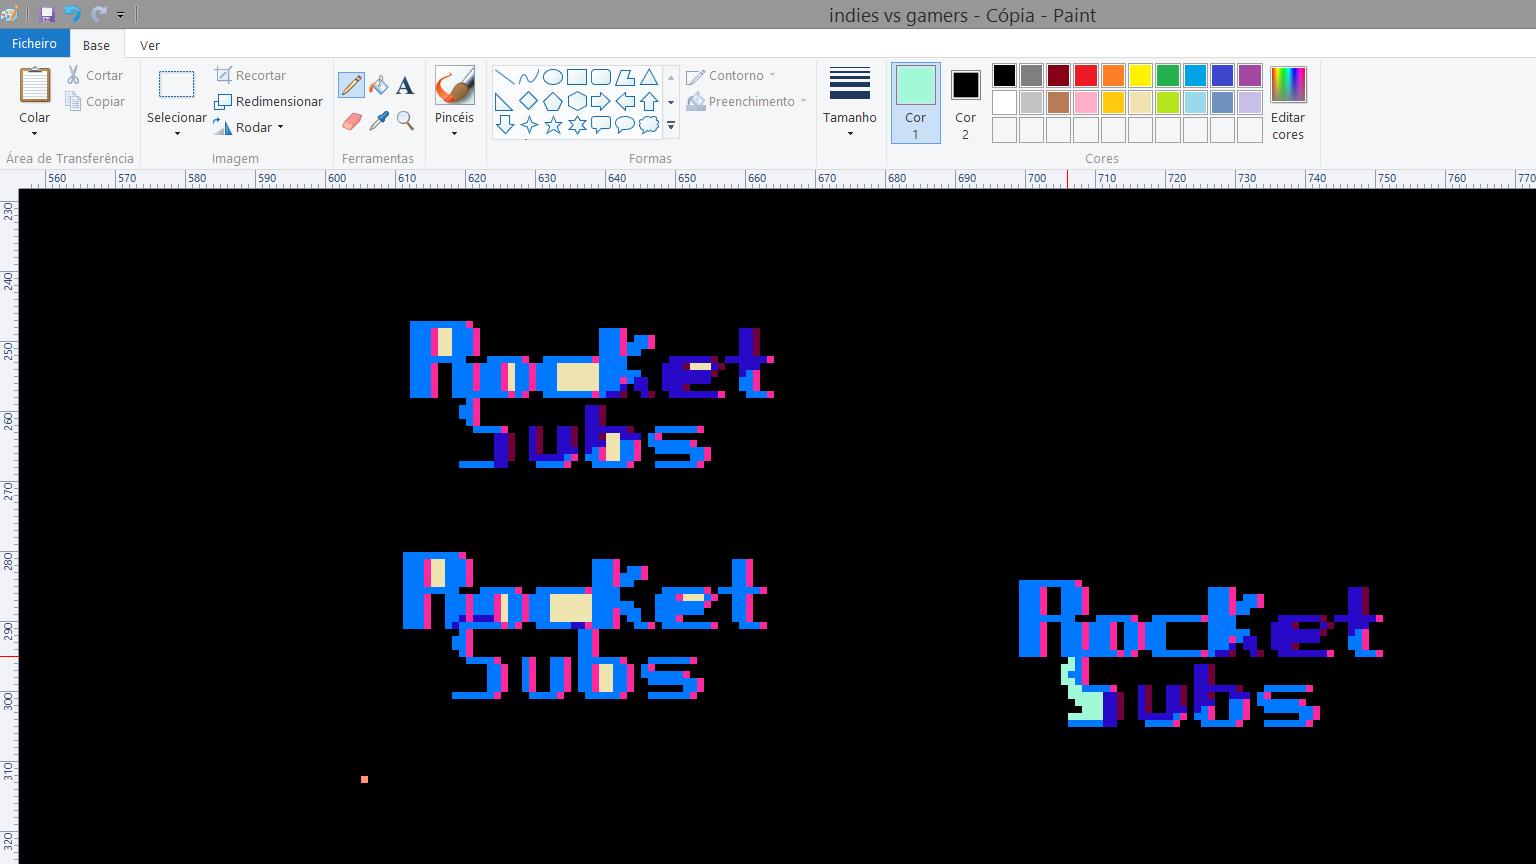 indies vs gamers - Cópia - Paint
Ficheiro Base Ver
Colar
Cortar
Copiar
Área de Transferência
Selecionar
Recortar
Redimensionar
Rodar
Imagem
A
Ferramentas
Pincéis
Contorno
Preenchimento
Formas
Tamanho
Cor 1
Cor 2
Editar cores
Cores
560 570 580 590 600 610 620 630 640 650 660 670 680 690 700 710 720 730 740 750 760 770
230
240
250
260
270
280
290
300
310
320
Rocket
Subs
Rocket
Subs
Rocket
Subs